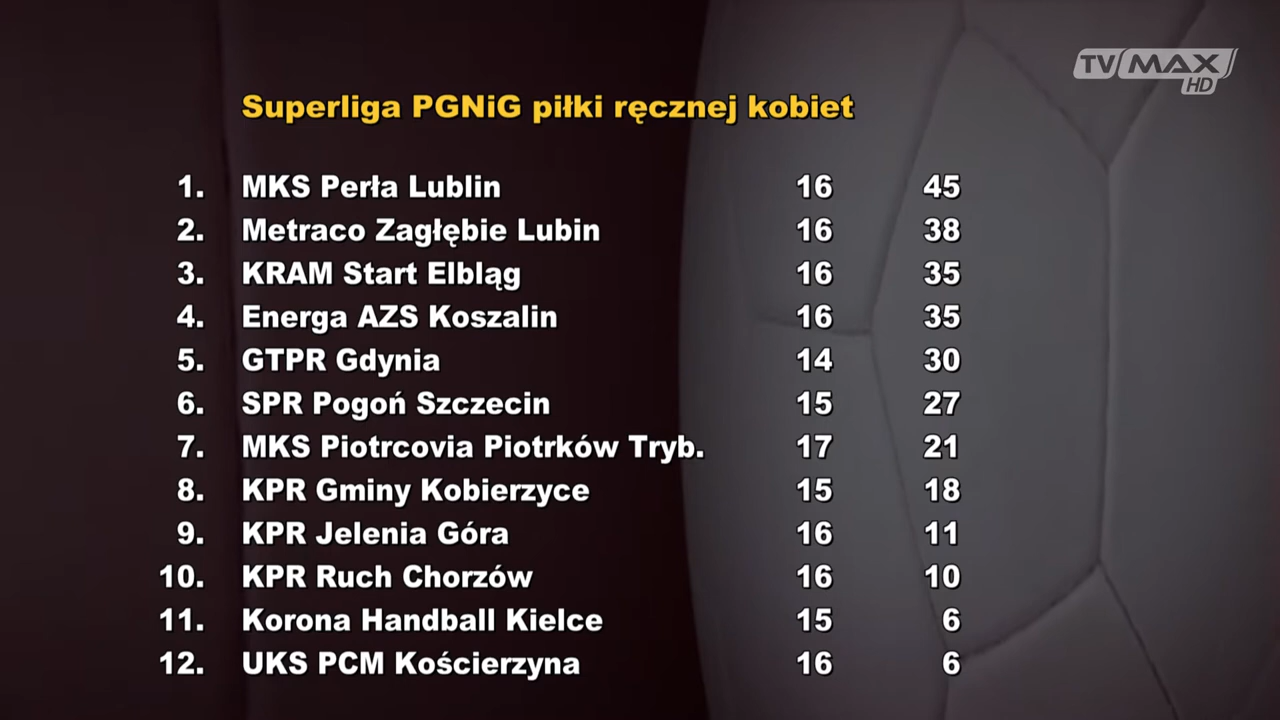 TV MAX
HD
Superliga PGNiG piłki ręcznej kobiet
1. MKS Perła Lublin 16 45
2. Metraco Zagłębie Lubin 16 38
3. KRAM Start Elbląg 16 35
4. Energa AZS Koszalin 16 35
5. GTPR Gdynia 14 30
6. SPR Pogoń Szczecin 15 27
7. MKS Piotrcovia Piotrków Tryb. 17 21
8. KPR Gminy Kobierzyce 15 18
9. KPR Jelenia Góra 16 11
10. KPR Ruch Chorzów 16 10
11. Korona Handball Kielce 15 6
12. UKS PCM Kościerzyna 16 6